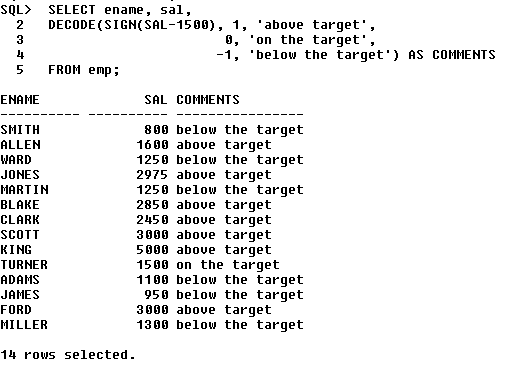 SQL>  SELECT ename, sal,
  2   DECODE(SIGN(SAL-1500), 1, 'above target',
  3                          0, 'on the target',
  4                         -1, 'below the target') AS COMMENTS
  5   FROM emp;
ENAME             SAL COMMENTS
---------- ---------- ----------------
SMITH             800 below the target
ALLEN            1600 above target
WARD             1250 below the target
JONES            2975 above target
MARTIN           1250 below the target
BLAKE            2850 above target
CLARK            2450 above target
SCOTT            3000 above target
KING             5000 above target
TURNER           1500 on the target
ADAMS            1100 below the target
JAMES             950 below the target
FORD             3000 above target
MILLER           1300 below the target
14 rows selected.